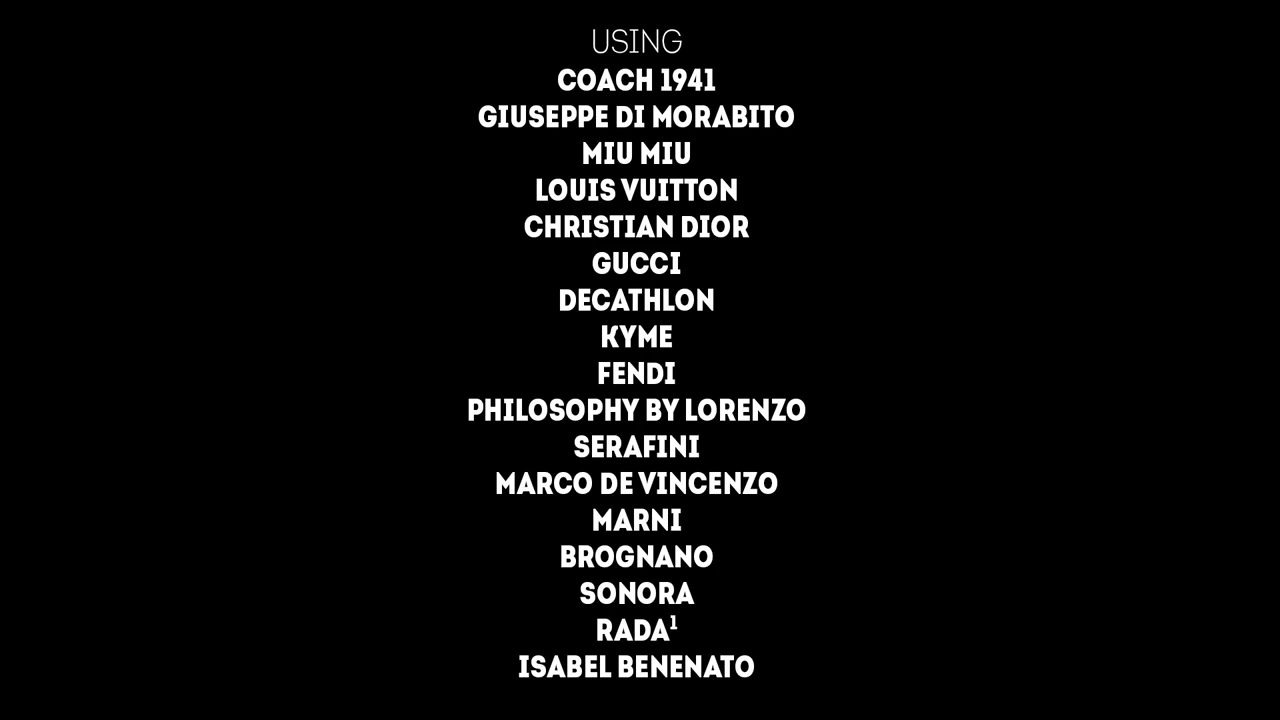 USING
COACH 1941
GIUSEPPE DI MORABITO
MIU MIU
LOUIS VUITTON
CHRISTIAN DIOR
GUCCI
DECATHLON
KYME
FENDI
PHILOSOPHY BY LORENZO
SERAFINI
MARCO DE VINCENZO
MARNI
BROGNANO
SONORA
RADA¹
ISABEL BENENATO